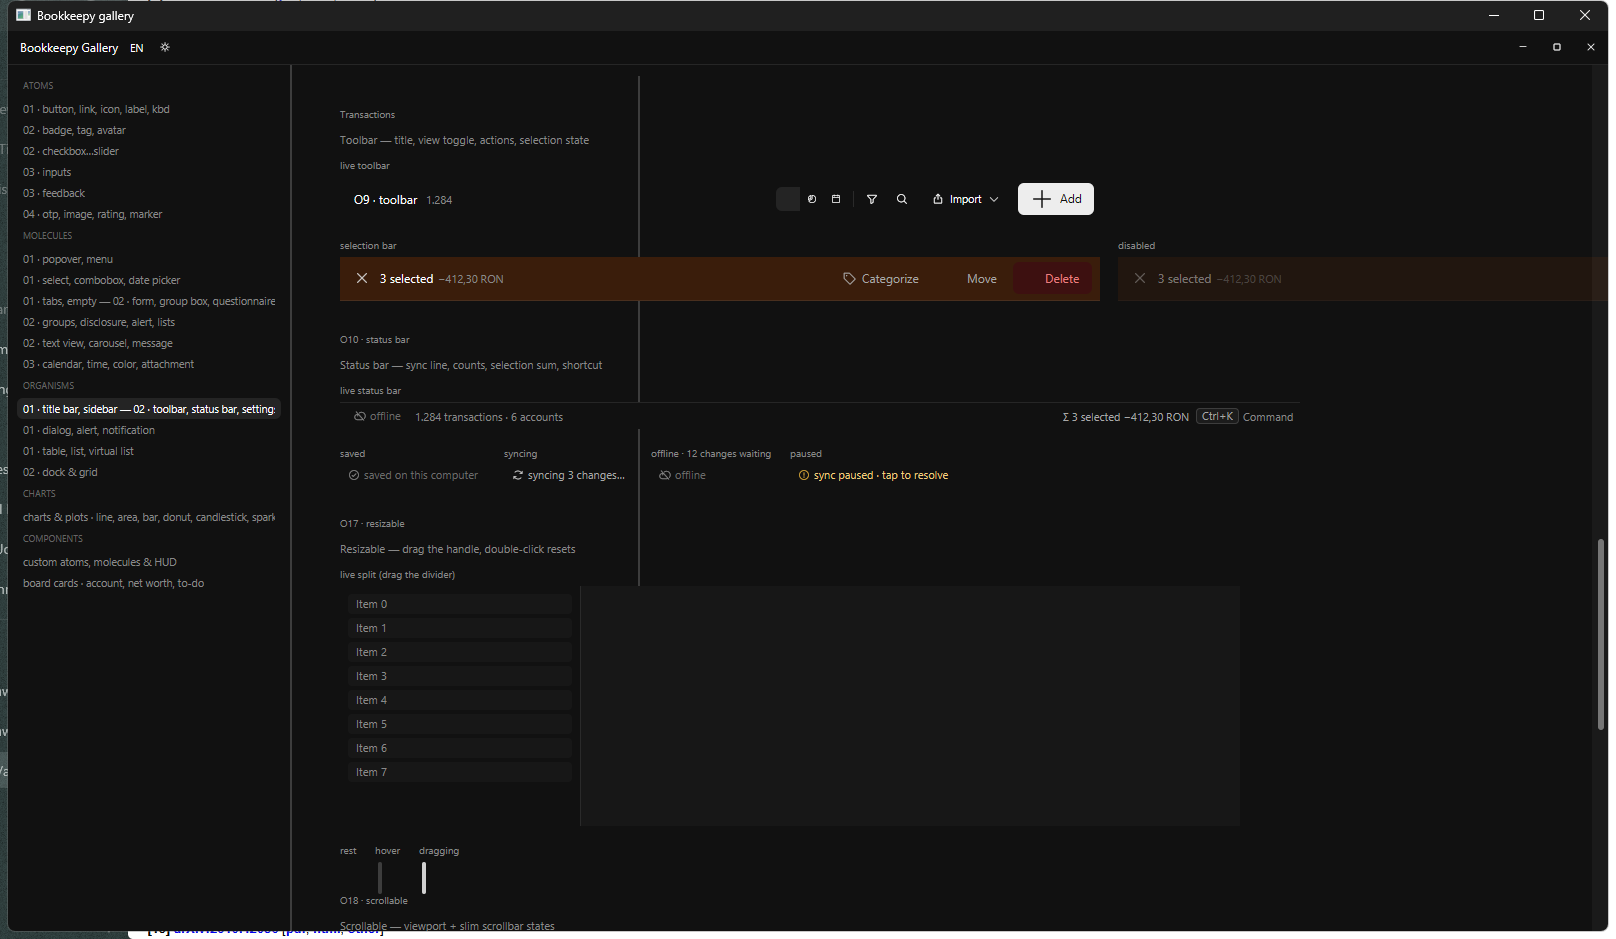 Bookkeepy gallery
Bookkeepy Gallery EN
ATOMS
01 · button, link, icon, label, kbd
02 · badge, tag, avatar
02 · checkbox...slider
03 · inputs
03 · feedback
04 · otp, image, rating, marker
MOLECULES
01 · popover, menu
01 · select, combobox, date picker
01 · tabs, empty — 02 · form, group box, questionnaire
02 · groups, disclosure, alert, lists
02 · text view, carousel, message
03 · calendar, time, color, attachment
ORGANISMS
01 · title bar, sidebar — 02 · toolbar, status bar, settings
01 · dialog, alert, notification
01 · table, list, virtual list
02 · dock & grid
CHARTS
charts & plots · line, area, bar, donut, candlestick, spark
COMPONENTS
custom atoms, molecules & HUD
board cards · account, net worth, to-do
Transactions
Toolbar — title, view toggle, actions, selection state
live toolbar
O9 · toolbar 1.284 Import Add
selection bar disabled
3 selected −412,30 RON Categorize Move Delete 3 selected −412,30 RON
O10 · status bar
Status bar — sync line, counts, selection sum, shortcut
live status bar
offline 1.284 transactions · 6 accounts Σ 3 selected −412,30 RON Ctrl+K Command
saved syncing offline · 12 changes waiting paused
saved on this computer syncing 3 changes... offline sync paused · tap to resolve
O17 · resizable
Resizable — drag the handle, double-click resets
live split (drag the divider)
Item 0
Item 1
Item 2
Item 3
Item 4
Item 5
Item 6
Item 7
rest hover dragging
O18 · scrollable
Scrollable — viewport + slim scrollbar states